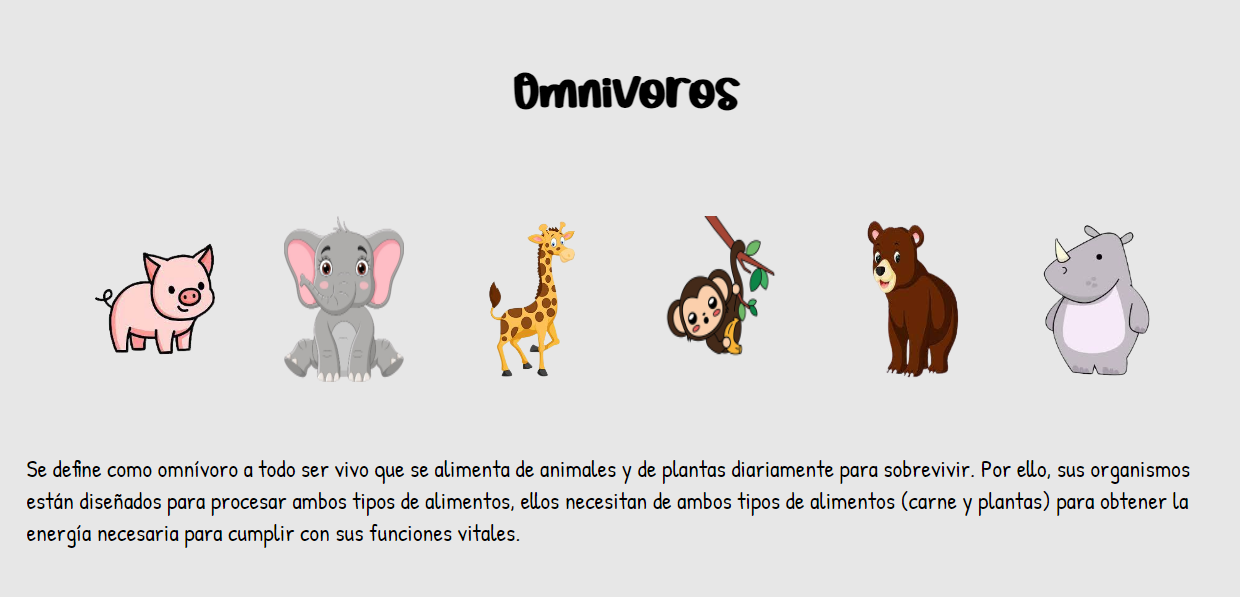 Omnivoros
Se define como omnívoro a todo ser vivo que se alimenta de animales y de plantas diariamente para sobrevivir. Por ello, sus organismos
están diseñados para procesar ambos tipos de alimentos, ellos necesitan de ambos tipos de alimentos (carne y plantas) para obtener la
energía necesaria para cumplir con sus funciones vitales.